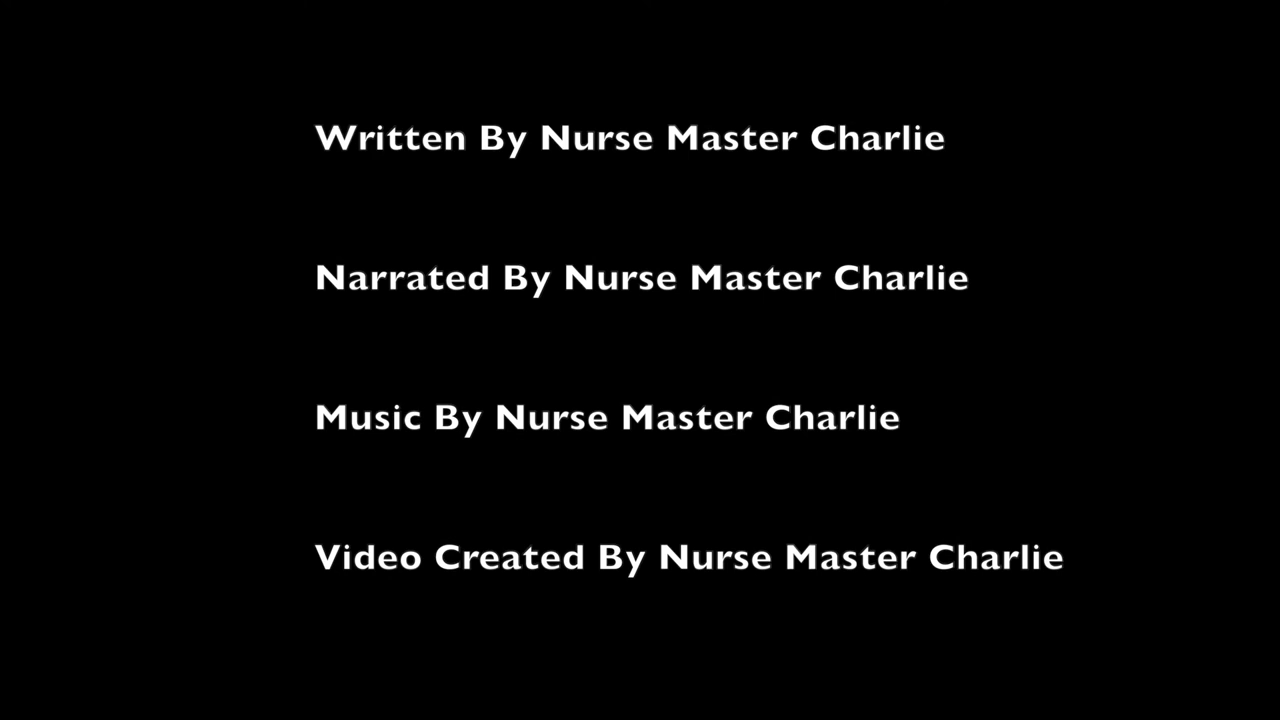 Written By Nurse Master Charlie
Narrated By Nurse Master Charlie
Music By Nurse Master Charlie
Video Created By Nurse Master Charlie